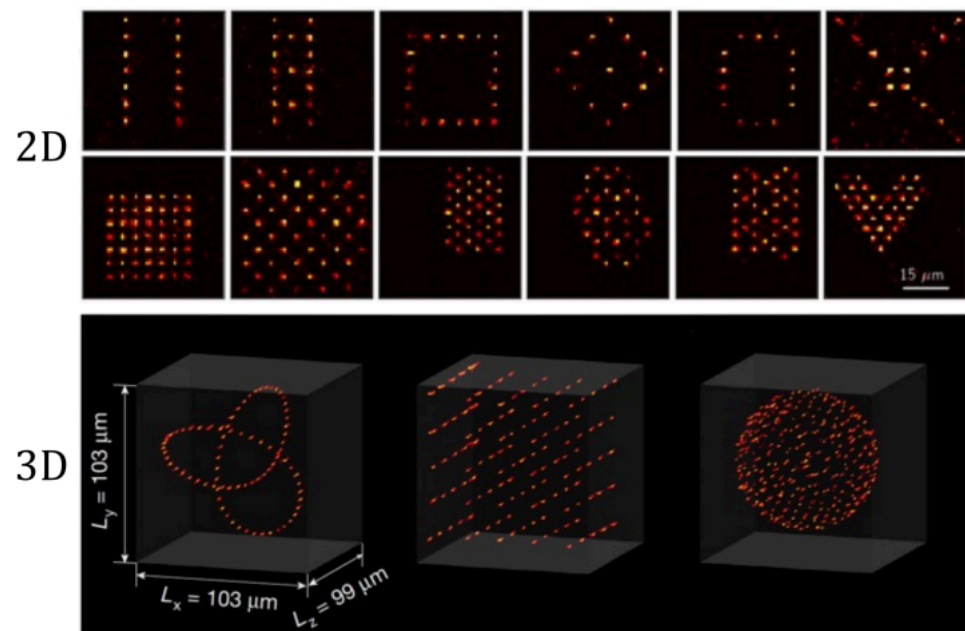 2D
15 μm
3D
L_y = 103 μm
L_x = 103 μm
L_z = 99 μm